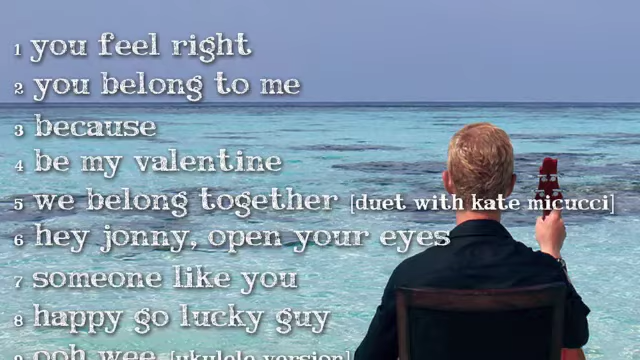 1 you feel right
2 you belong to me
3 because
4 be my valentine
5 we belong together [duet with kate micucci]
6 hey jonny, open your eyes
7 someone like you
8 happy go lucky guy
9 ooh wee [ukulele version]